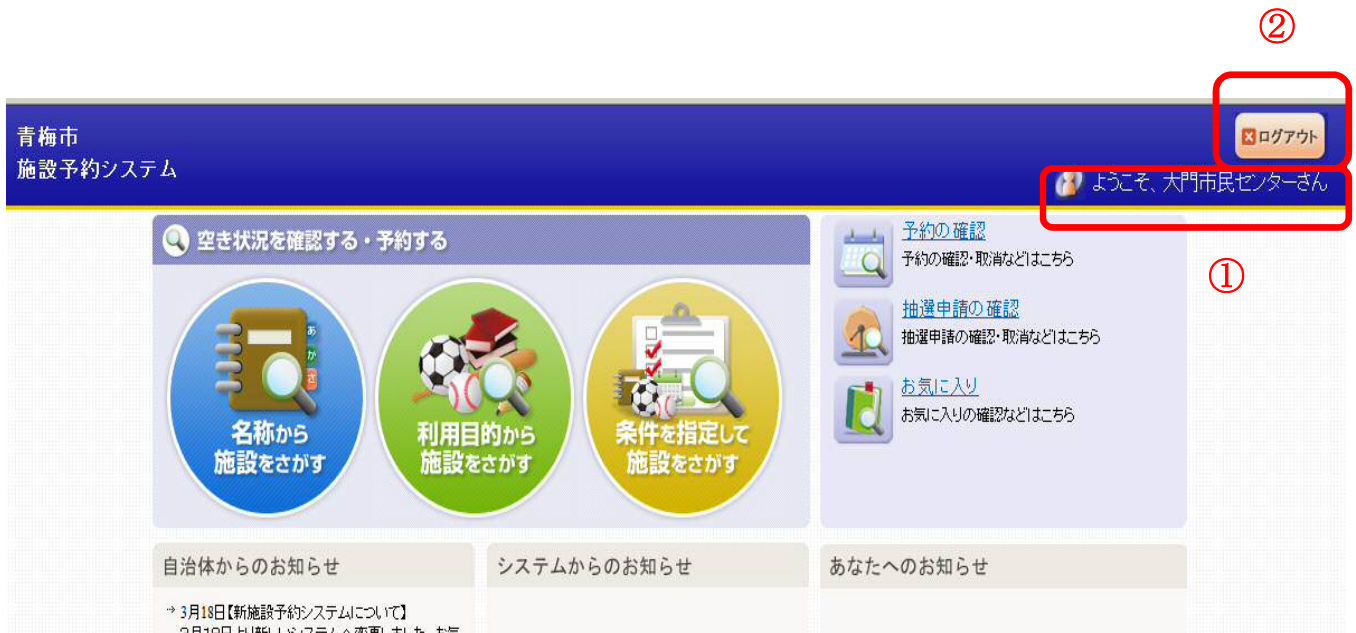 ②
青梅市
施設予約システム
ログアウト
ようこそ、大門市民センターさん
①
空き状況を確認する・予約する
あ
か
さ
名称から
施設をさがす
利用目的から
施設をさがす
条件を指定して
施設をさがす
予約の確認
予約の確認・取消などはこちら
抽選申請の確認
抽選申請の確認・取消などはこちら
お気に入り
お気に入りの確認などはこちら
自治体からのお知らせ
システムからのお知らせ
あなたへのお知らせ
3月18日【新施設予約システムについて】